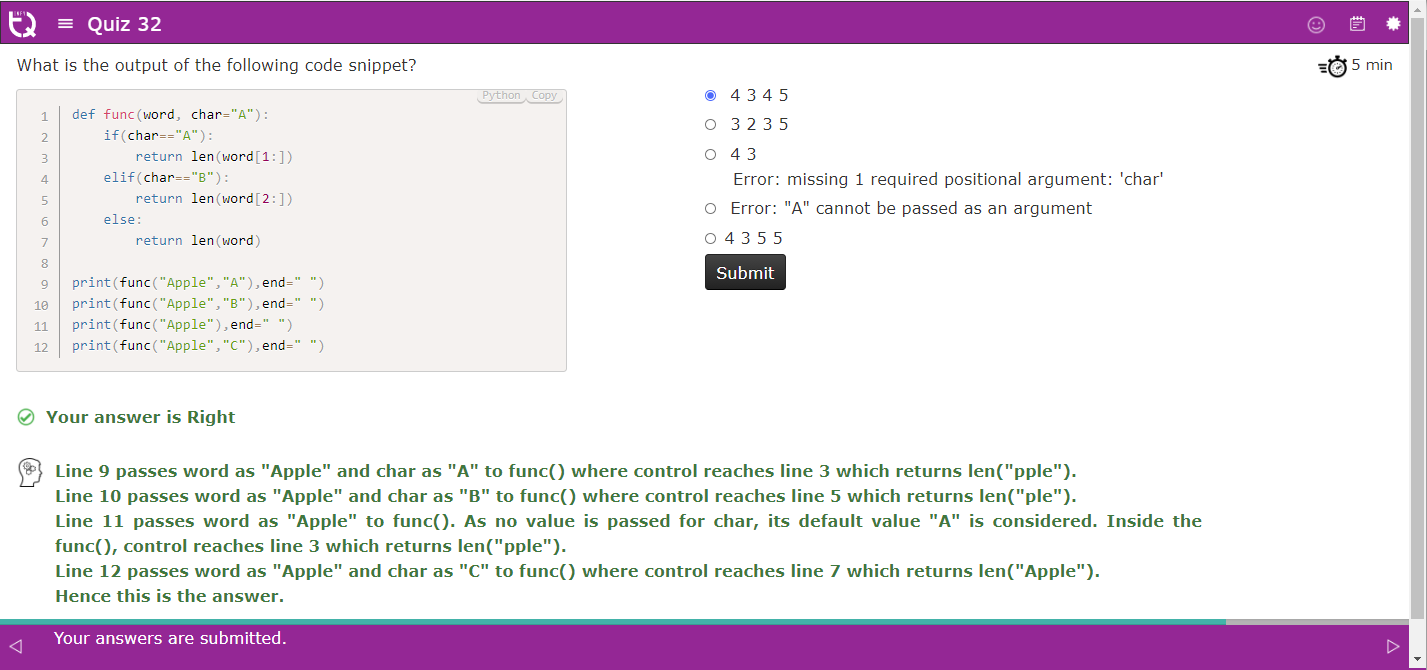 Quiz 32
What is the output of the following code snippet?
5 min
Python Copy
1 def func(word, char="A"):
2     if(char=="A"):
3         return len(word[1:])
4     elif(char=="B"):
5         return len(word[2:])
6     else:
7         return len(word)
8
9 print(func("Apple","A"),end=" ")
10 print(func("Apple","B"),end=" ")
11 print(func("Apple"),end=" ")
12 print(func("Apple","C"),end=" ")
4 3 4 5
3 2 3 5
4 3
Error: missing 1 required positional argument: 'char'
Error: "A" cannot be passed as an argument
4 3 5 5
Submit
Your answer is Right
Line 9 passes word as "Apple" and char as "A" to func() where control reaches line 3 which returns len("pple").
Line 10 passes word as "Apple" and char as "B" to func() where control reaches line 5 which returns len("ple").
Line 11 passes word as "Apple" to func(). As no value is passed for char, its default value "A" is considered. Inside the
func(), control reaches line 3 which returns len("pple").
Line 12 passes word as "Apple" and char as "C" to func() where control reaches line 7 which returns len("Apple").
Hence this is the answer.
Your answers are submitted.